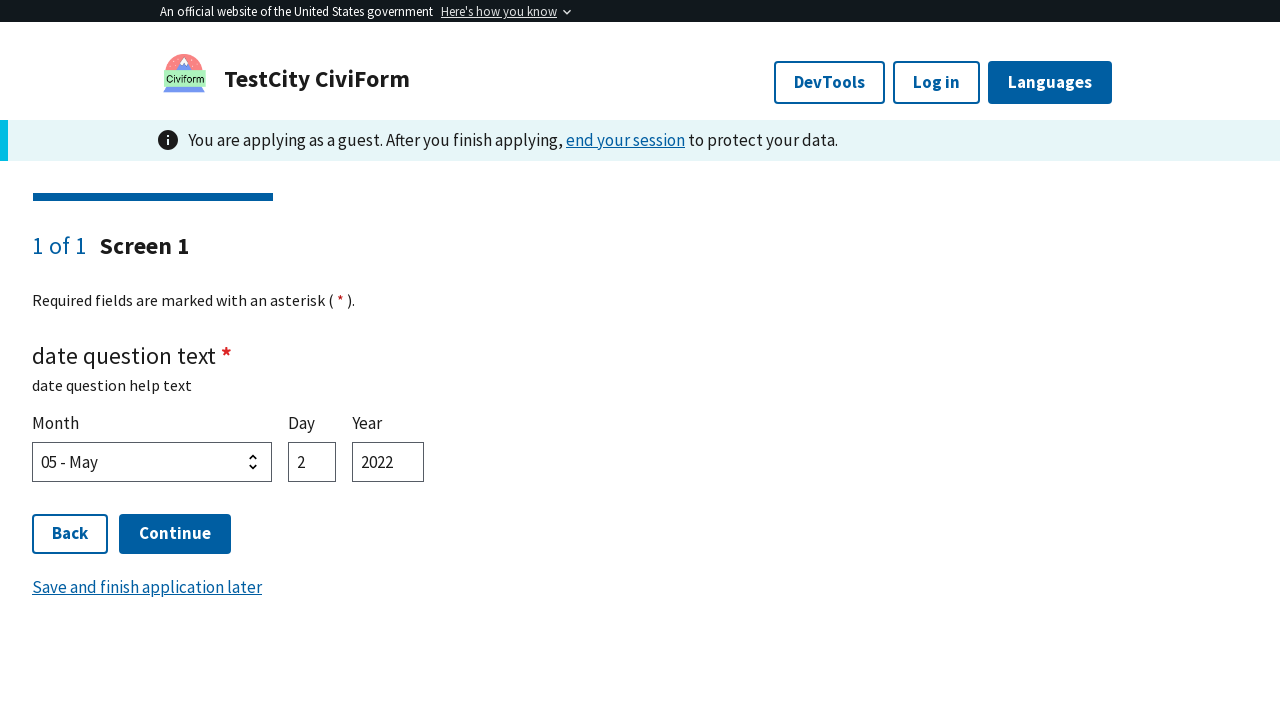 An official website of the United States government Here's how you know
Civiform
TestCity CiviForm
DevTools
Log in
Languages
You are applying as a guest. After you finish applying, end your session to protect your data.
1 of 1 Screen 1
Required fields are marked with an asterisk ( * ).
date question text *
date question help text
Month Day Year
05 - May 2 2022
Back Continue
Save and finish application later